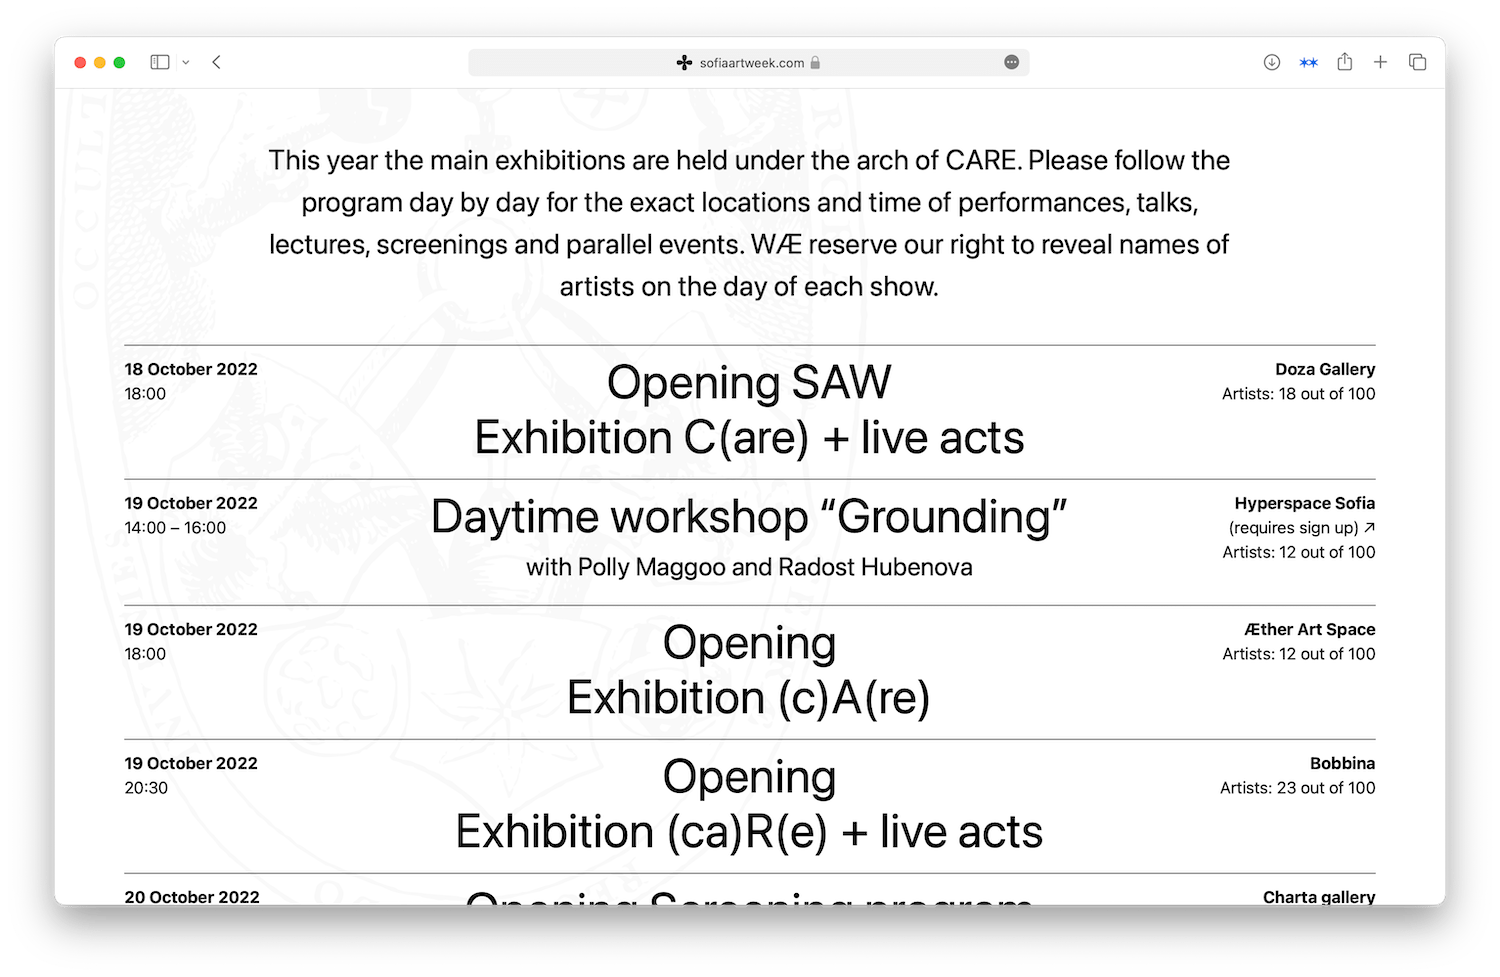 sofiaartweek.com
This year the main exhibitions are held under the arch of CARE. Please follow the
program day by day for the exact locations and time of performances, talks,
lectures, screenings and parallel events. WÆ reserve our right to reveal names of
artists on the day of each show.
18 October 2022
18:00
Opening SAW
Exhibition C(are) + live acts
Doza Gallery
Artists: 18 out of 100
19 October 2022
14:00 – 16:00
Daytime workshop “Grounding”
with Polly Maggoo and Radost Hubenova
Hyperspace Sofia
(requires sign up) ↗
Artists: 12 out of 100
19 October 2022
18:00
Opening
Exhibition (c)A(re)
Æther Art Space
Artists: 12 out of 100
19 October 2022
20:30
Opening
Exhibition (ca)R(e) + live acts
Bobbina
Artists: 23 out of 100
20 October 2022
Opening Screening program
Charta gallery